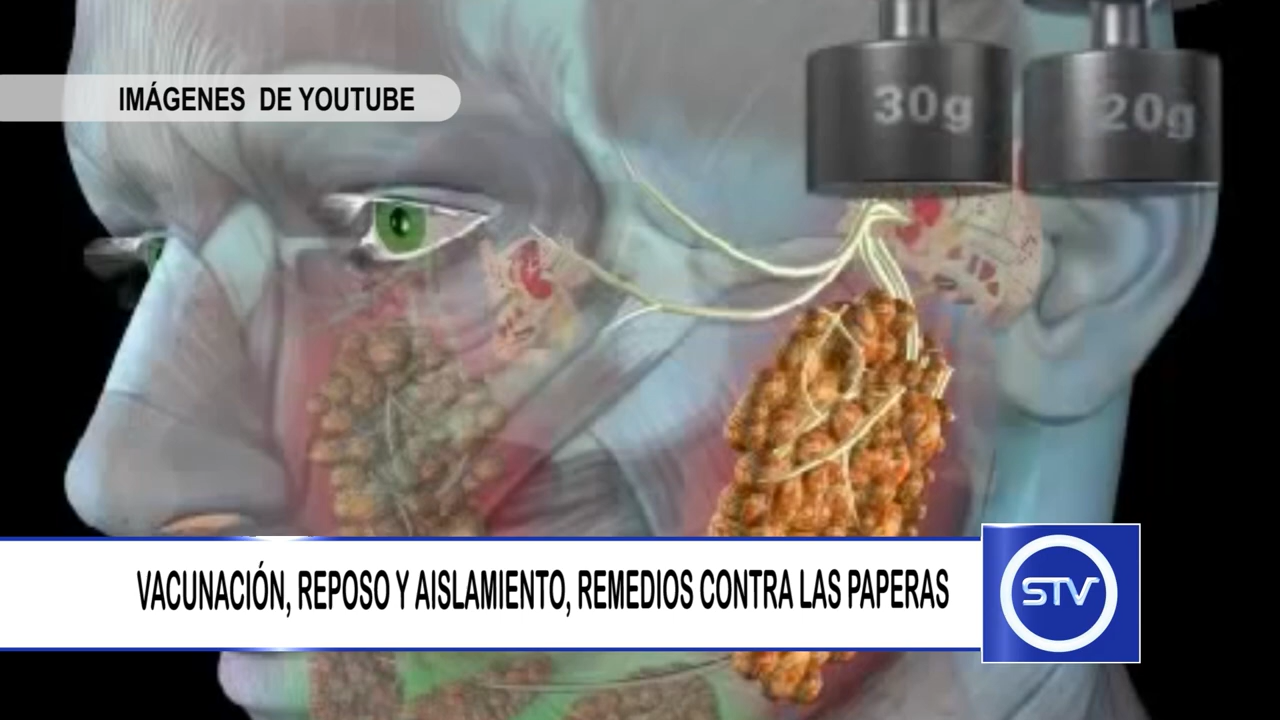 30g
20g
IMÁGENES DE YOUTUBE
VACUNACIÓN, REPOSO Y AISLAMIENTO, REMEDIOS CONTRA LAS PAPERAS
STV